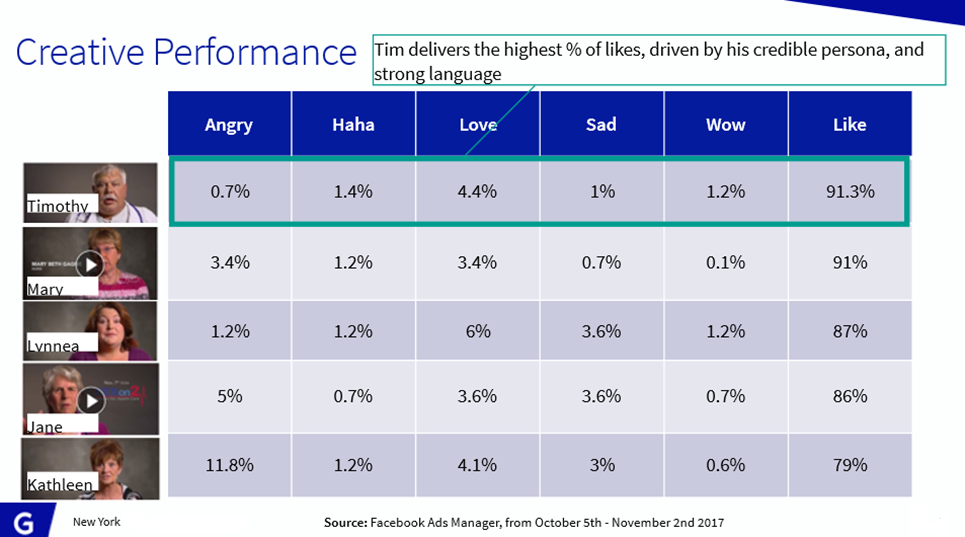 Creative Performance
Tim delivers the highest % of likes, driven by his credible persona, and
strong language
Angry Haha Love Sad Wow Like
Timothy 0.7% 1.4% 4.4% 1% 1.2% 91.3%
Mary 3.4% 1.2% 3.4% 0.7% 0.1% 91%
Lynnea 1.2% 1.2% 6% 3.6% 1.2% 87%
Jane 5% 0.7% 3.6% 3.6% 0.7% 86%
Kathleen 11.8% 1.2% 4.1% 3% 0.6% 79%
G New York Source: Facebook Ads Manager, from October 5th - November 2nd 2017